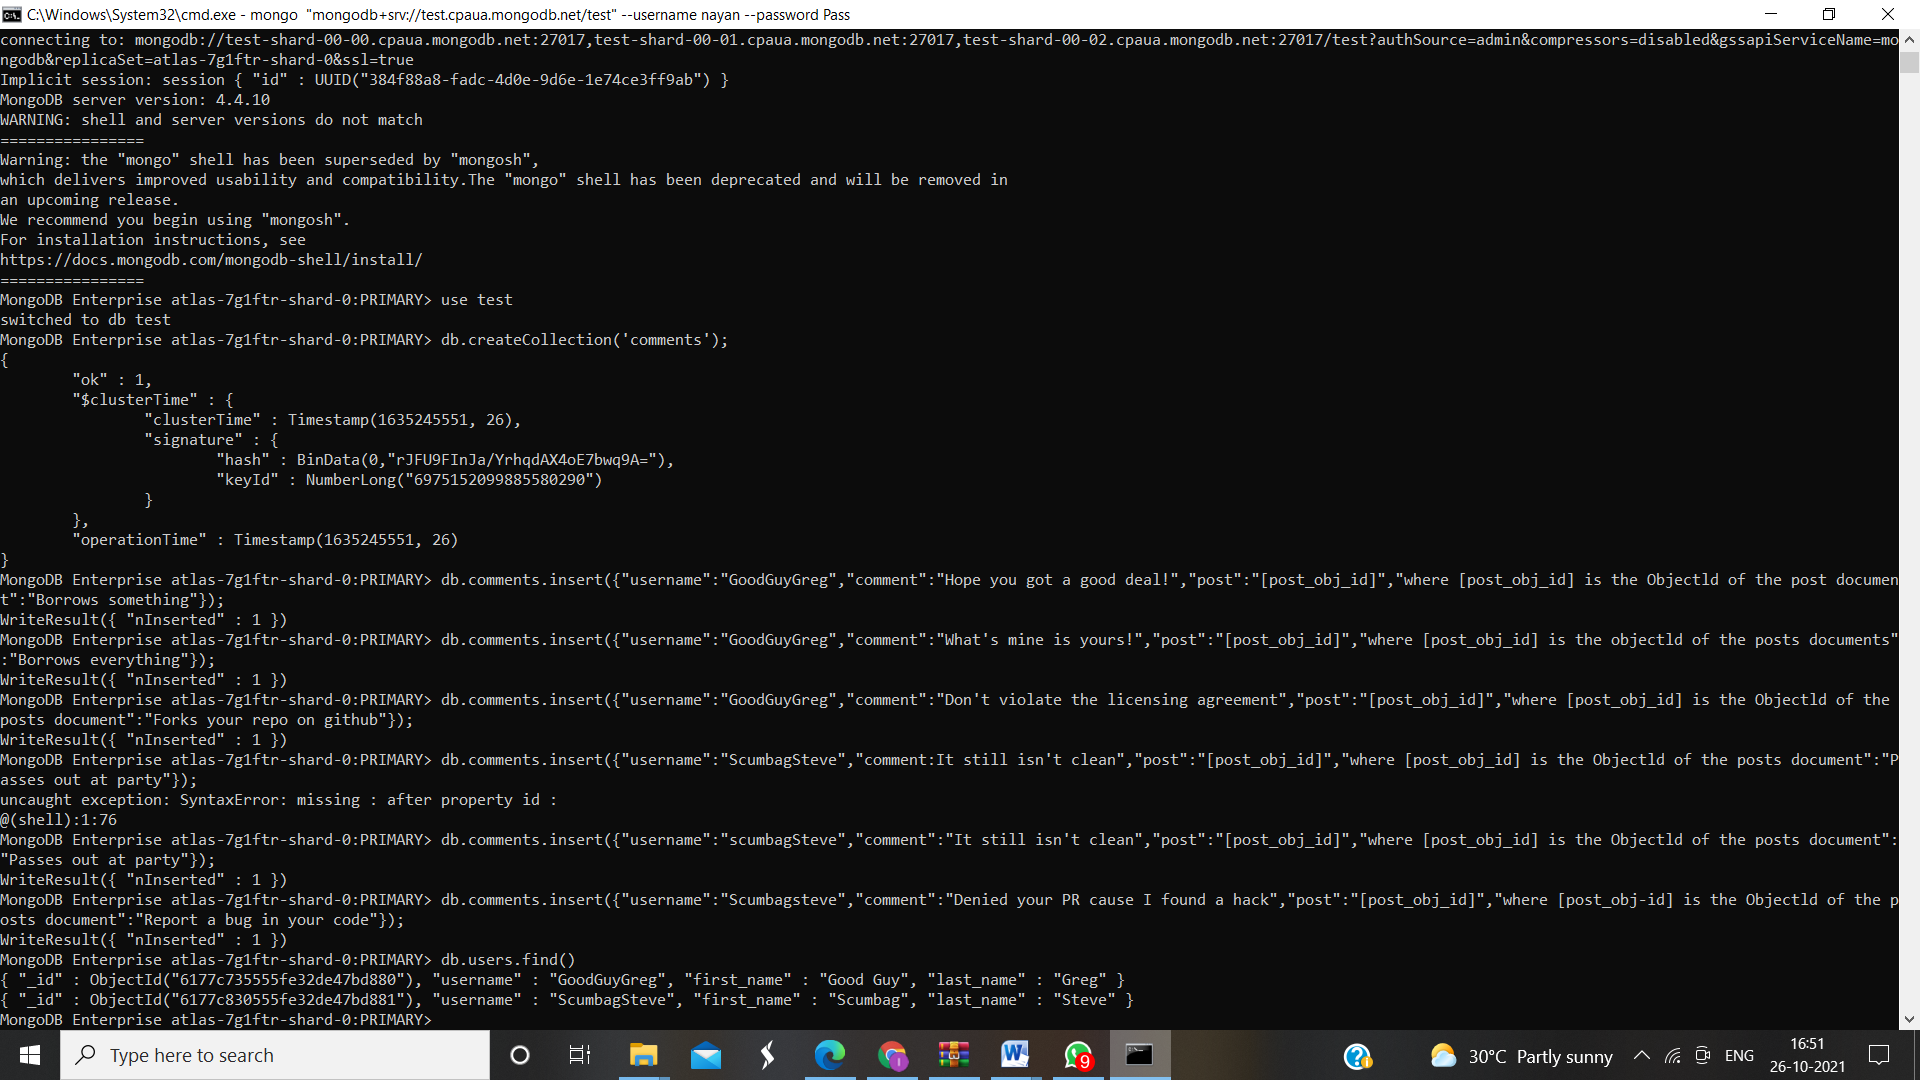 C:\Windows\System32\cmd.exe - mongo  "mongodb+srv://test.cpaua.mongodb.net/test" --username nayan --password Pass
connecting to: mongodb://test-shard-00-00.cpaua.mongodb.net:27017,test-shard-00-01.cpaua.mongodb.net:27017,test-shard-00-02.cpaua.mongodb.net:27017/test?authSource=admin&compressors=disabled&gssapiServiceName=mo
ngodb&replicaSet=atlas-7g1ftr-shard-0&ssl=true
Implicit session: session { "id" : UUID("384f88a8-fadc-4d0e-9d6e-1e74ce3ff9ab") }
MongoDB server version: 4.4.10
WARNING: shell and server versions do not match
================
Warning: the "mongo" shell has been superseded by "mongosh",
which delivers improved usability and compatibility.The "mongo" shell has been deprecated and will be removed in
an upcoming release.
We recommend you begin using "mongosh".
For installation instructions, see
https://docs.mongodb.com/mongodb-shell/install/
================
MongoDB Enterprise atlas-7g1ftr-shard-0:PRIMARY> use test
switched to db test
MongoDB Enterprise atlas-7g1ftr-shard-0:PRIMARY> db.createCollection('comments');
{
        "ok" : 1,
        "$clusterTime" : {
                "clusterTime" : Timestamp(1635245551, 26),
                "signature" : {
                        "hash" : BinData(0,"rJFU9FInJa/YrhqdAX4oE7bwq9A="),
                        "keyId" : NumberLong("6975152099885580290")
                }
        },
        "operationTime" : Timestamp(1635245551, 26)
}
MongoDB Enterprise atlas-7g1ftr-shard-0:PRIMARY> db.comments.insert({"username":"GoodGuyGreg","comment":"Hope you got a good deal!","post":"[post_obj_id]","where [post_obj_id] is the Objectld of the post documen
t":"Borrows something"});
WriteResult({ "nInserted" : 1 })
MongoDB Enterprise atlas-7g1ftr-shard-0:PRIMARY> db.comments.insert({"username":"GoodGuyGreg","comment":"What's mine is yours!","post":"[post_obj_id]","where [post_obj_id] is the objectld of the posts documents"
:"Borrows everything"});
WriteResult({ "nInserted" : 1 })
MongoDB Enterprise atlas-7g1ftr-shard-0:PRIMARY> db.comments.insert({"username":"GoodGuyGreg","comment":"Don't violate the licensing agreement","post":"[post_obj_id]","where [post_obj_id] is the Objectld of the
posts document":"Forks your repo on github"});
WriteResult({ "nInserted" : 1 })
MongoDB Enterprise atlas-7g1ftr-shard-0:PRIMARY> db.comments.insert({"username":"ScumbagSteve","comment:It still isn't clean","post":"[post_obj_id]","where [post_obj_id] is the Objectld of the posts document":"P
asses out at party"});
uncaught exception: SyntaxError: missing : after property id :
@(shell):1:76
MongoDB Enterprise atlas-7g1ftr-shard-0:PRIMARY> db.comments.insert({"username":"scumbagSteve","comment":"It still isn't clean","post":"[post_obj_id]","where [post_obj_id] is the Objectld of the posts document":
"Passes out at party"});
WriteResult({ "nInserted" : 1 })
MongoDB Enterprise atlas-7g1ftr-shard-0:PRIMARY> db.comments.insert({"username":"Scumbagsteve","comment":"Denied your PR cause I found a hack","post":"[post_obj_id]","where [post_obj-id] is the Objectld of the p
osts document":"Report a bug in your code"});
WriteResult({ "nInserted" : 1 })
MongoDB Enterprise atlas-7g1ftr-shard-0:PRIMARY> db.users.find()
{ "_id" : ObjectId("6177c735555fe32de47bd880"), "username" : "GoodGuyGreg", "first_name" : "Good Guy", "last_name" : "Greg" }
{ "_id" : ObjectId("6177c830555fe32de47bd881"), "username" : "ScumbagSteve", "first_name" : "Scumbag", "last_name" : "Steve" }
MongoDB Enterprise atlas-7g1ftr-shard-0:PRIMARY>
Type here to search
9
30°C  Partly sunny
ENG
16:51
26-10-2021